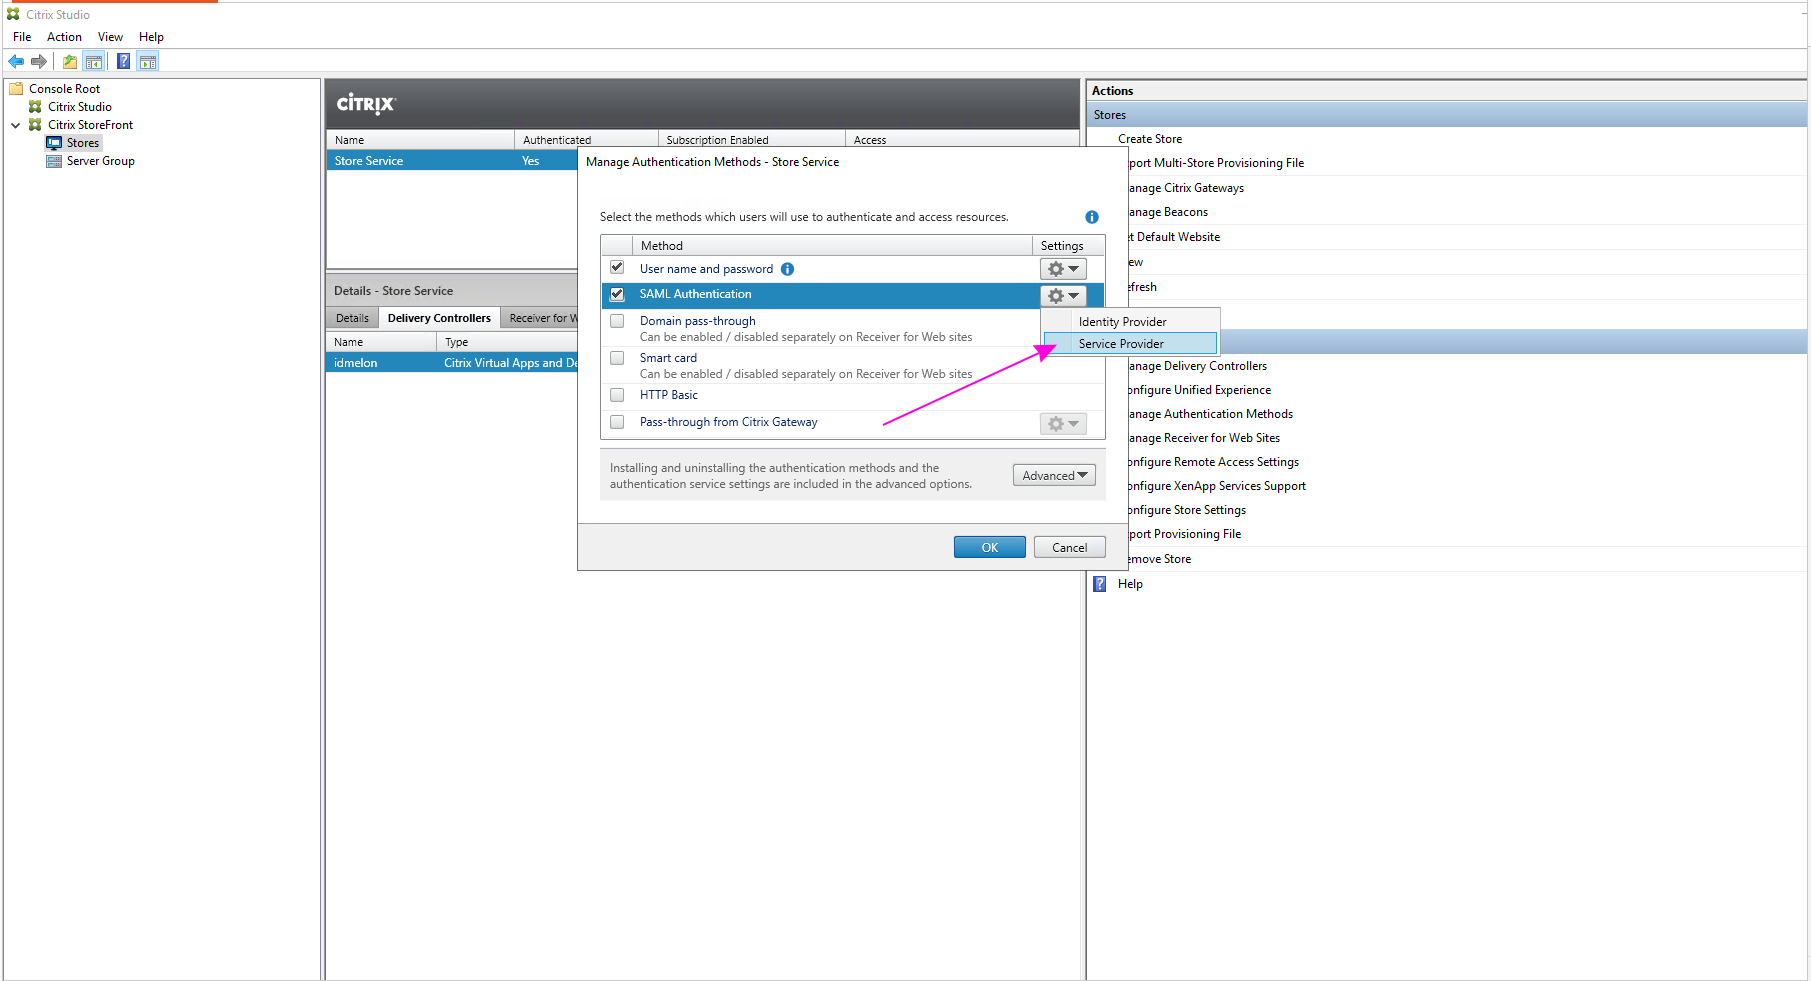 Citrix Studio
File Action View Help
Console Root
Citrix Studio
Citrix StoreFront
Stores
Server Group
CITRIX
Name Authenticated Subscription Enabled Access
Store Service Yes
Details - Store Service
Details Delivery Controllers Receiver for W
Name Type
idmelon Citrix Virtual Apps and De
Manage Authentication Methods - Store Service
Select the methods which users will use to authenticate and access resources.
Method Settings
User name and password
SAML Authentication
Domain pass-through
Can be enabled / disabled separately on Receiver for Web sites
Smart card
Can be enabled / disabled separately on Receiver for Web sites
HTTP Basic
Pass-through from Citrix Gateway
Identity Provider
Service Provider
Installing and uninstalling the authentication methods and the
authentication service settings are included in the advanced options.
Advanced
OK Cancel
Actions
Stores
Create Store
port Multi-Store Provisioning File
anage Citrix Gateways
anage Beacons
t Default Website
ew
efresh
anage Delivery Controllers
onfigure Unified Experience
anage Authentication Methods
anage Receiver for Web Sites
onfigure Remote Access Settings
onfigure XenApp Services Support
onfigure Store Settings
port Provisioning File
emove Store
Help